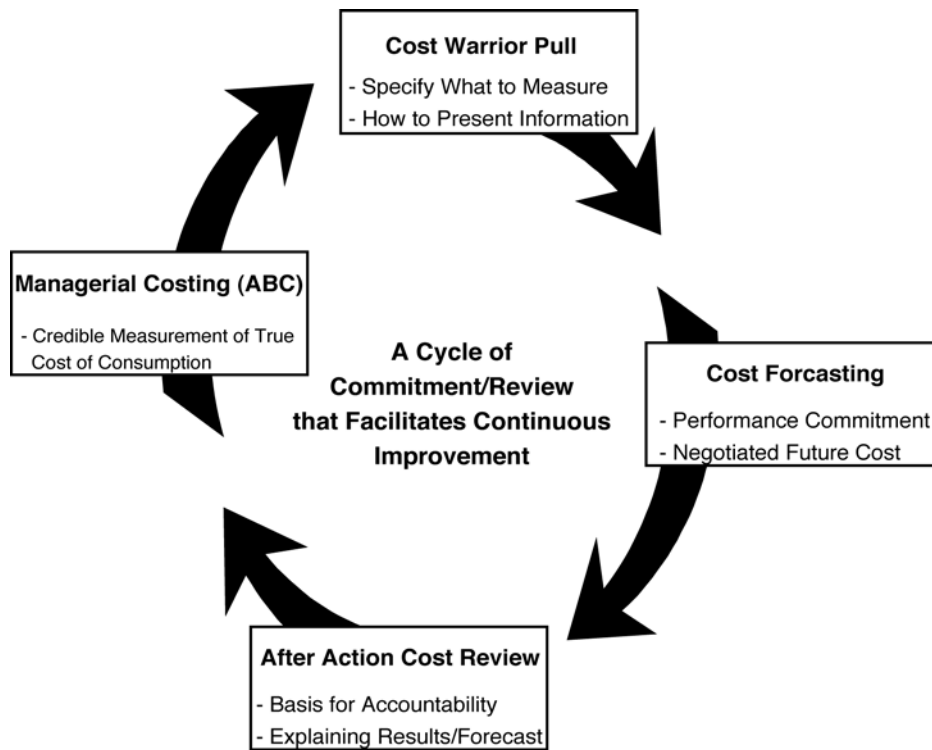 Cost Warrior Pull
- Specify What to Measure
- How to Present Information
Managerial Costing (ABC)
- Credible Measurement of True
Cost of Consumption
A Cycle of
Commitment/Review
that Facilitates Continuous
Improvement
Cost Forcasting
- Performance Commitment
- Negotiated Future Cost
After Action Cost Review
- Basis for Accountability
- Explaining Results/Forecast